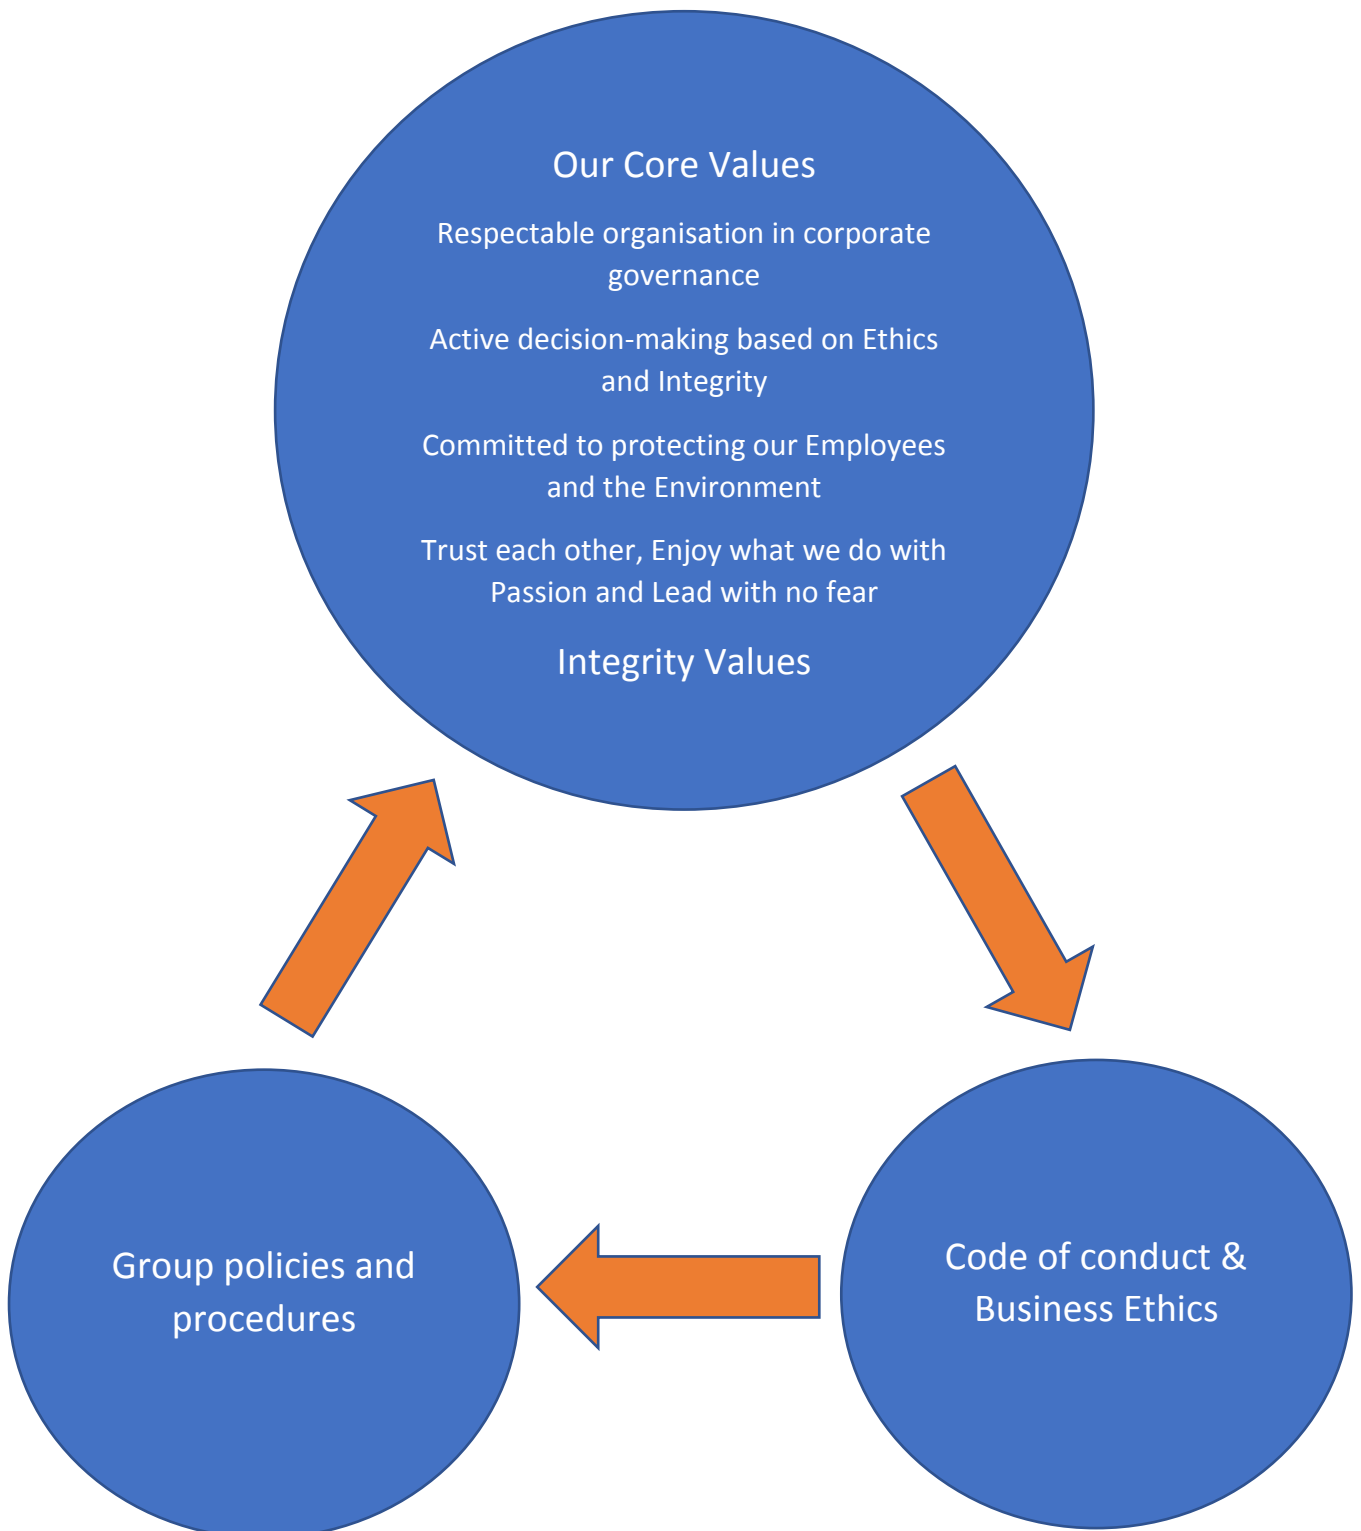 Our Core Values
Respectable organisation in corporate
governance
Active decision-making based on Ethics
and Integrity
Committed to protecting our Employees
and the Environment
Trust each other, Enjoy what we do with
Passion and Lead with no fear
Integrity Values
Group policies and
procedures
Code of conduct &
Business Ethics